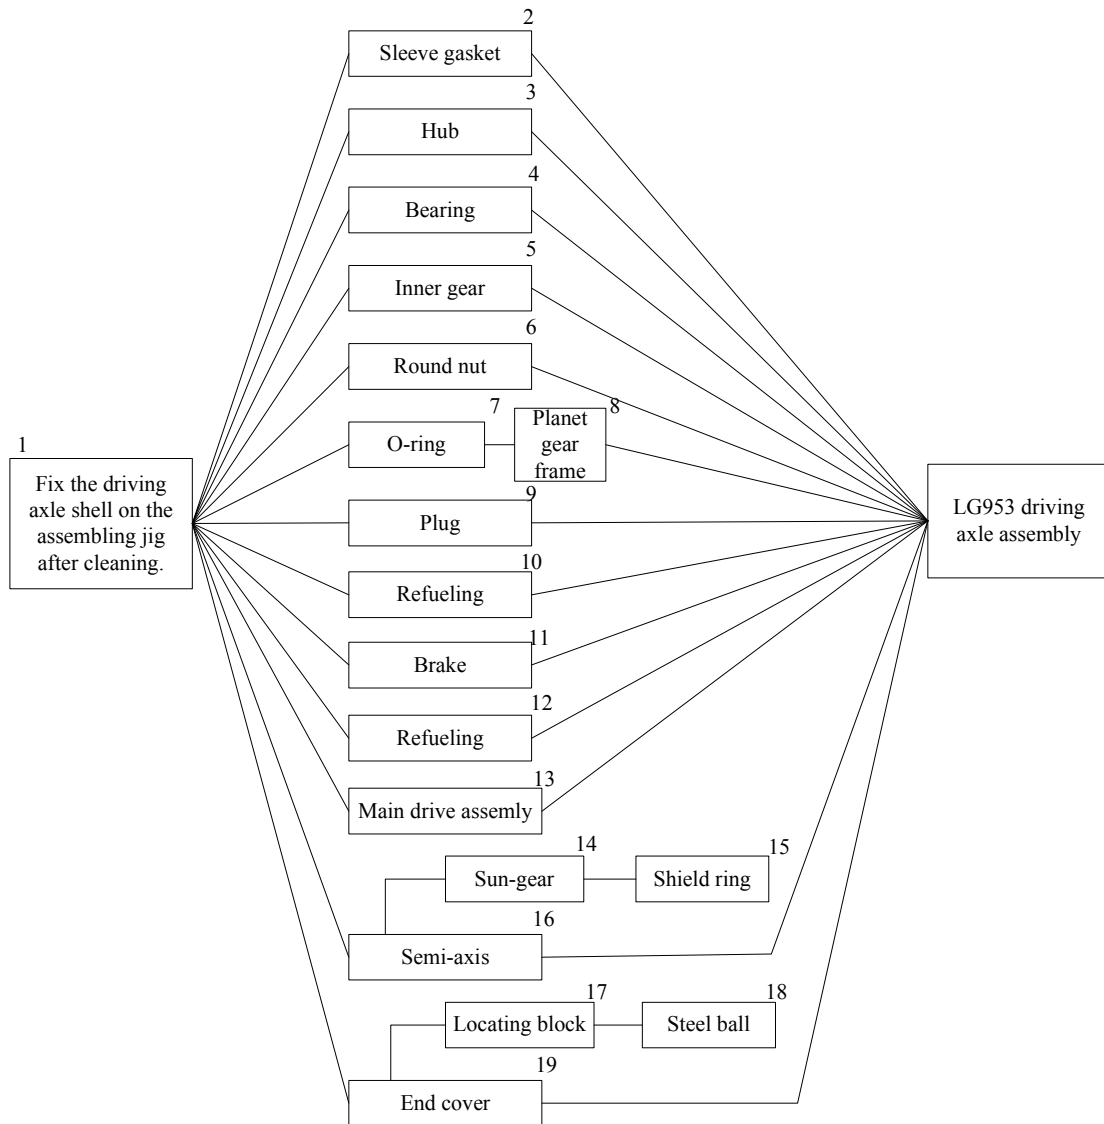 2
Sleeve gasket
3
Hub
4
Bearing
5
Inner gear
6
Round nut
7
O-ring
8
Planet
gear
frame
1
Fix the driving
axle shell on the
assembling jig
after cleaning.
9
Plug
LG953 driving
axle assembly
10
Refueling
11
Brake
12
Refueling
13
Main drive assemly
14
Sun-gear
15
Shield ring
16
Semi-axis
17
Locating block
18
Steel ball
19
End cover